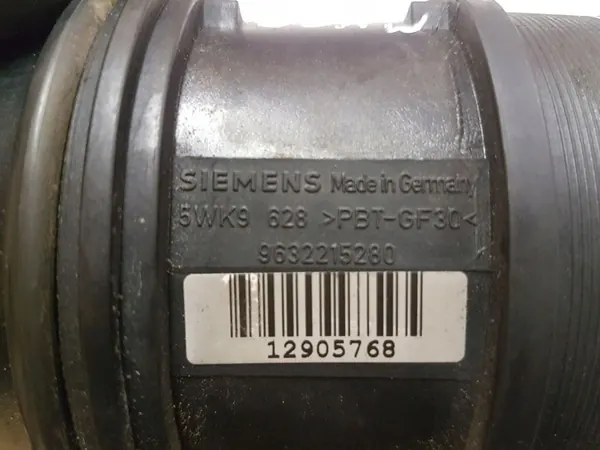 SIEMENS Made in Germany
5WK9 628 >PBT-GF30<
9632215280
12905768